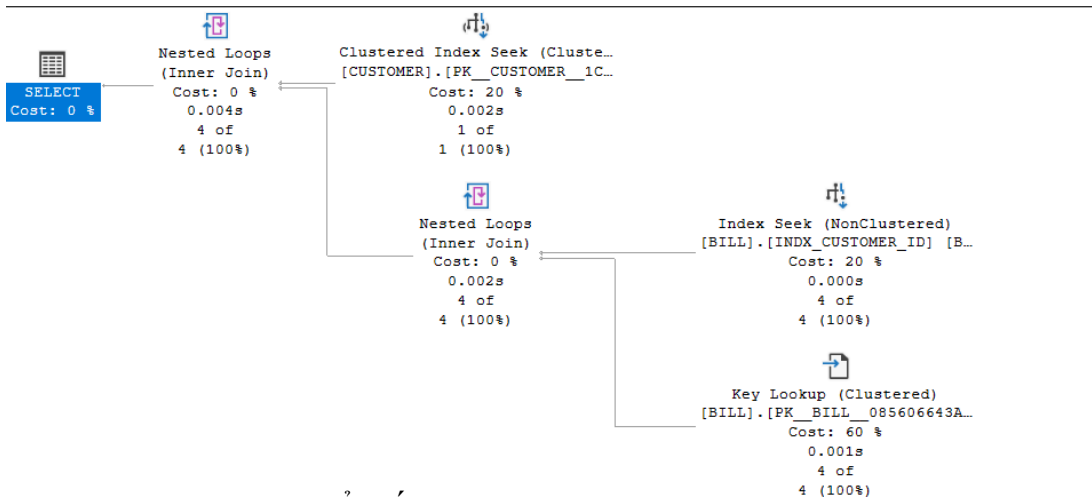 Nested Loops
(Inner Join)
Cost: 0 %
0.004s
4 of
4 (100%)
Clustered Index Seek (Cluste…
[CUSTOMER].[PK__CUSTOMER__1C…
Cost: 20 %
0.002s
1 of
1 (100%)
SELECT
Cost: 0 %
Nested Loops
(Inner Join)
Cost: 0 %
0.002s
4 of
4 (100%)
Index Seek (NonClustered)
[BILL].[INDX_CUSTOMER_ID] [B…
Cost: 20 %
0.000s
4 of
4 (100%)
Key Lookup (Clustered)
[BILL].[PK__BILL__085606643A…
Cost: 60 %
0.001s
4 of
4 (100%)